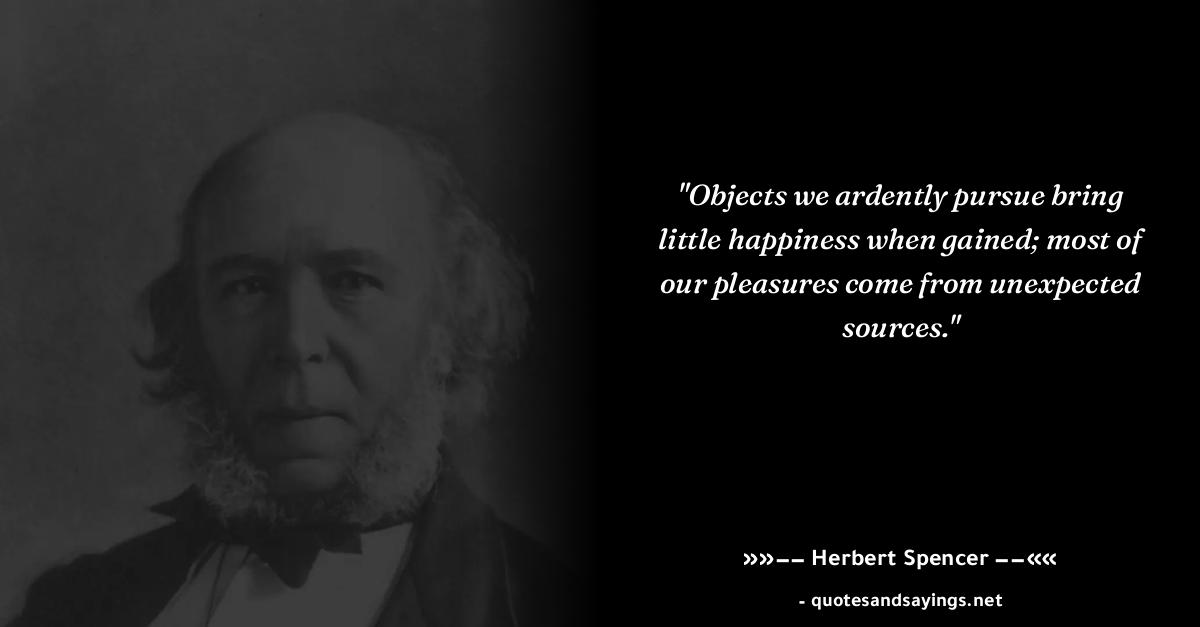 "Objects we ardently pursue bring
little happiness when gained; most of
our pleasures come from unexpected
sources."
»»−− Herbert Spencer −−««
- quotesandsayings.net